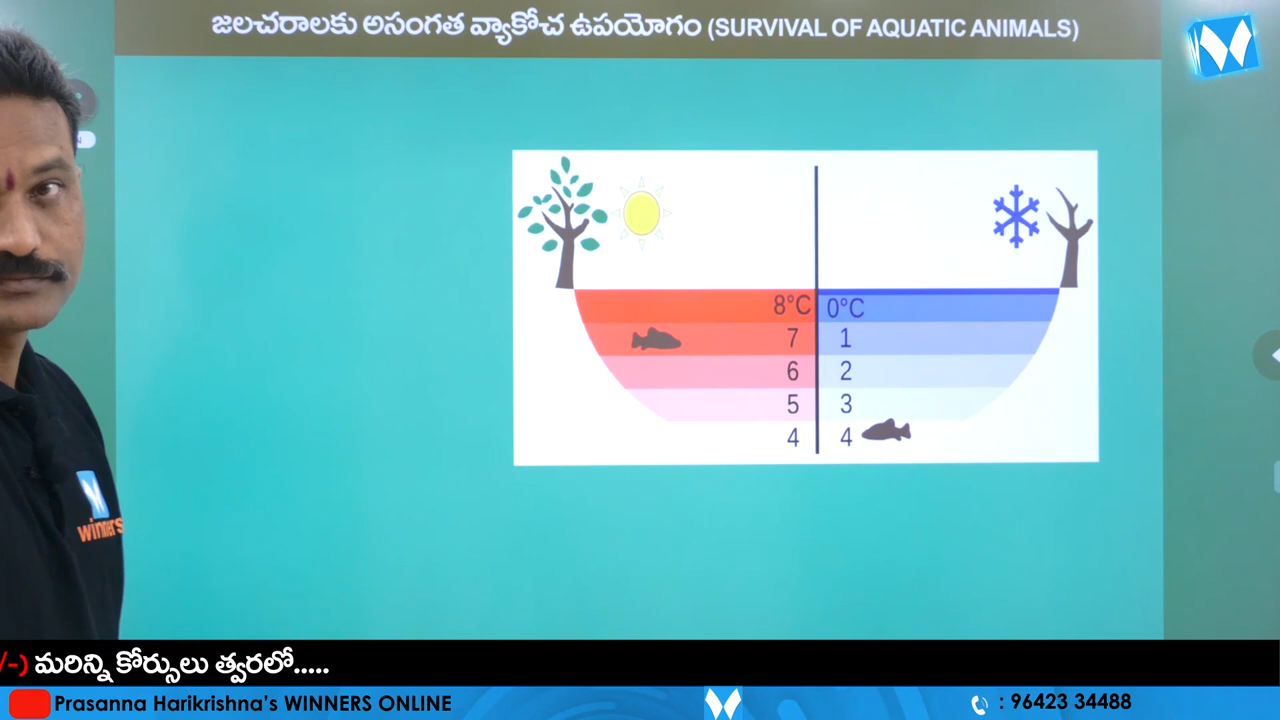 జలచరాలకు అసంగత వ్యాకోచ ఉపయోగం (SURVIVAL OF AQUATIC ANIMALS)
8°C 0°C
7 1
6 2
5 3
4 4
winners
/-) మరిన్ని కోర్సులు త్వరలో.....
Prasanna Harikrishna's WINNERS ONLINE
: 96423 34488